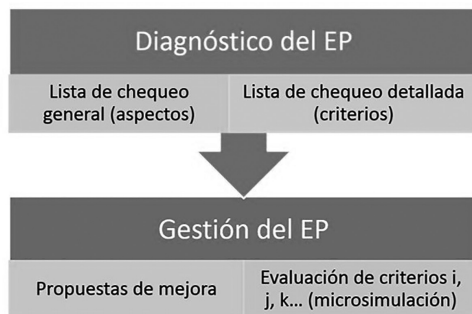 Diagnóstico del EP
Lista de chequeo
general (aspectos)
Lista de chequeo detallada
(criterios)
Gestión del EP
Propuestas de mejora
Evaluación de criterios i,
j, k... (microsimulación)